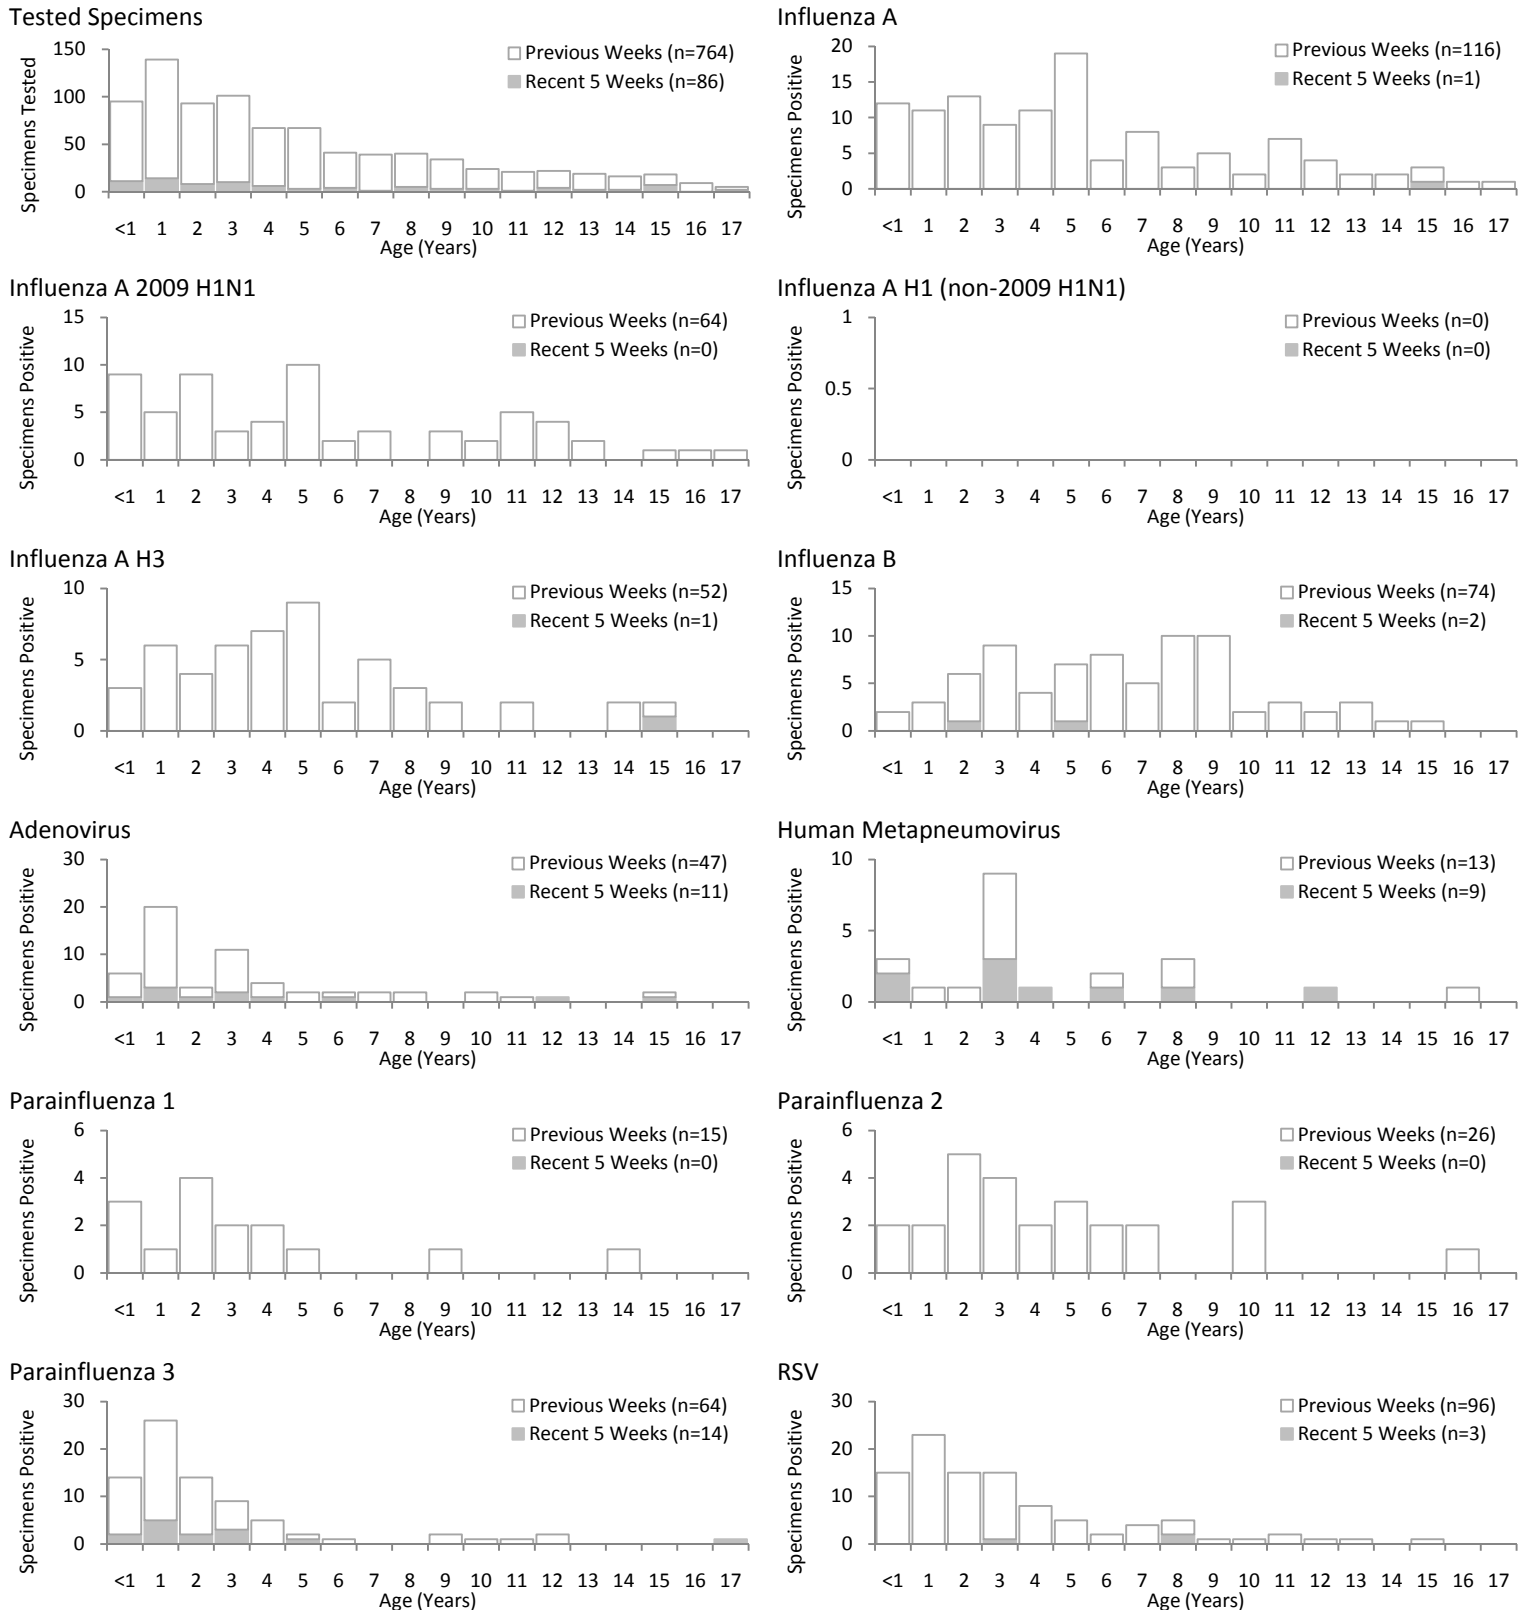 Tested Specimens
Specimens Tested
150
100
50
0
Previous Weeks (n=764)
Recent 5 Weeks (n=86)
<1 1 2 3 4 5 6 7 8 9 10 11 12 13 14 15 16 17
Age (Years)
Influenza A
Specimens Positive
20
15
10
5
0
Previous Weeks (n=116)
Recent 5 Weeks (n=1)
<1 1 2 3 4 5 6 7 8 9 10 11 12 13 14 15 16 17
Age (Years)
Influenza A 2009 H1N1
Specimens Positive
15
10
5
0
Previous Weeks (n=64)
Recent 5 Weeks (n=0)
<1 1 2 3 4 5 6 7 8 9 10 11 12 13 14 15 16 17
Age (Years)
Influenza A H1 (non-2009 H1N1)
Specimens Positive
1
0.5
0
Previous Weeks (n=0)
Recent 5 Weeks (n=0)
<1 1 2 3 4 5 6 7 8 9 10 11 12 13 14 15 16 17
Age (Years)
Influenza A H3
Specimens Positive
10
5
0
Previous Weeks (n=52)
Recent 5 Weeks (n=1)
<1 1 2 3 4 5 6 7 8 9 10 11 12 13 14 15 16 17
Age (Years)
Influenza B
Specimens Positive
15
10
5
0
Previous Weeks (n=74)
Recent 5 Weeks (n=2)
<1 1 2 3 4 5 6 7 8 9 10 11 12 13 14 15 16 17
Age (Years)
Adenovirus
Specimens Positive
30
20
10
0
Previous Weeks (n=47)
Recent 5 Weeks (n=11)
<1 1 2 3 4 5 6 7 8 9 10 11 12 13 14 15 16 17
Age (Years)
Human Metapneumovirus
Specimens Positive
10
5
0
Previous Weeks (n=13)
Recent 5 Weeks (n=9)
<1 1 2 3 4 5 6 7 8 9 10 11 12 13 14 15 16 17
Age (Years)
Parainfluenza 1
Specimens Positive
6
4
2
0
Previous Weeks (n=15)
Recent 5 Weeks (n=0)
<1 1 2 3 4 5 6 7 8 9 10 11 12 13 14 15 16 17
Age (Years)
Parainfluenza 2
Specimens Positive
6
4
2
0
Previous Weeks (n=26)
Recent 5 Weeks (n=0)
<1 1 2 3 4 5 6 7 8 9 10 11 12 13 14 15 16 17
Age (Years)
Parainfluenza 3
Specimens Positive
30
20
10
0
Previous Weeks (n=64)
Recent 5 Weeks (n=14)
<1 1 2 3 4 5 6 7 8 9 10 11 12 13 14 15 16 17
Age (Years)
RSV
Specimens Positive
30
20
10
0
Previous Weeks (n=96)
Recent 5 Weeks (n=3)
<1 1 2 3 4 5 6 7 8 9 10 11 12 13 14 15 16 17
Age (Years)